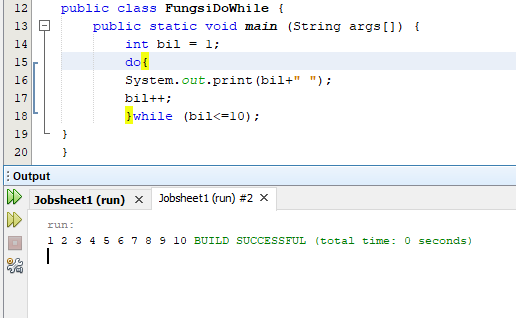 12 public class FungsiDoWhile {
13 public static void main (String args[]) {
14 int bil = 1;
15 do{
16 System.out.print(bil+" ");
17 bil++;
18 }while (bil<=10);
19 }
20 }
Output
Jobsheet1 (run) × Jobsheet1 (run) #2 ×
run:
1 2 3 4 5 6 7 8 9 10 BUILD SUCCESSFUL (total time: 0 seconds)